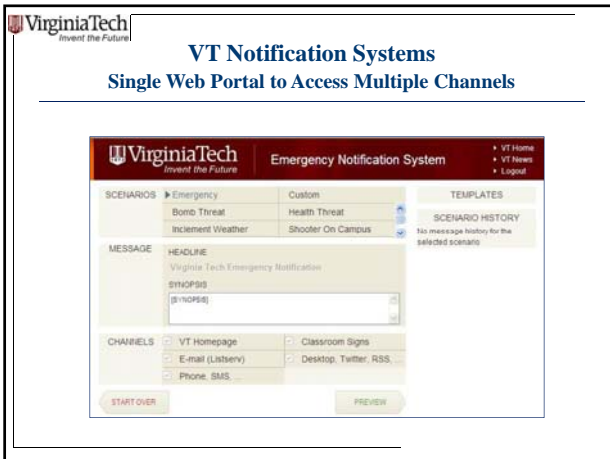 VirginiaTech
Invent the Future
VT Notification Systems
Single Web Portal to Access Multiple Channels
VirginiaTech
Invent the Future
Emergency Notification System
VT Home
VT News
Logout
SCENARIOS
Emergency
Custom
Bomb Threat
Health Threat
Inclement Weather
Shooter On Campus
TEMPLATES
SCENARIO HISTORY
No message history for the
selected scenario
MESSAGE
HEADLINE
Virginia Tech Emergency Notification
SYNOPSIS
[SYNOPSIS]
CHANNELS
VT Homepage
Classroom Signs
E-mail (Listserv)
Desktop, Twitter, RSS, ...
Phone, SMS, ...
START OVER
PREVIEW